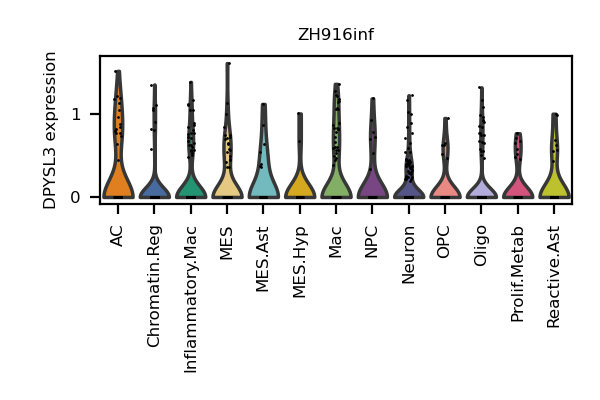 ZH916inf
DPYSL3 expression
1
0
AC
Chromatin.Reg
Inflammatory.Mac
MES
MES.Ast
MES.Hyp
Mac
NPC
Neuron
OPC
Oligo
Prolif.Metab
Reactive.Ast